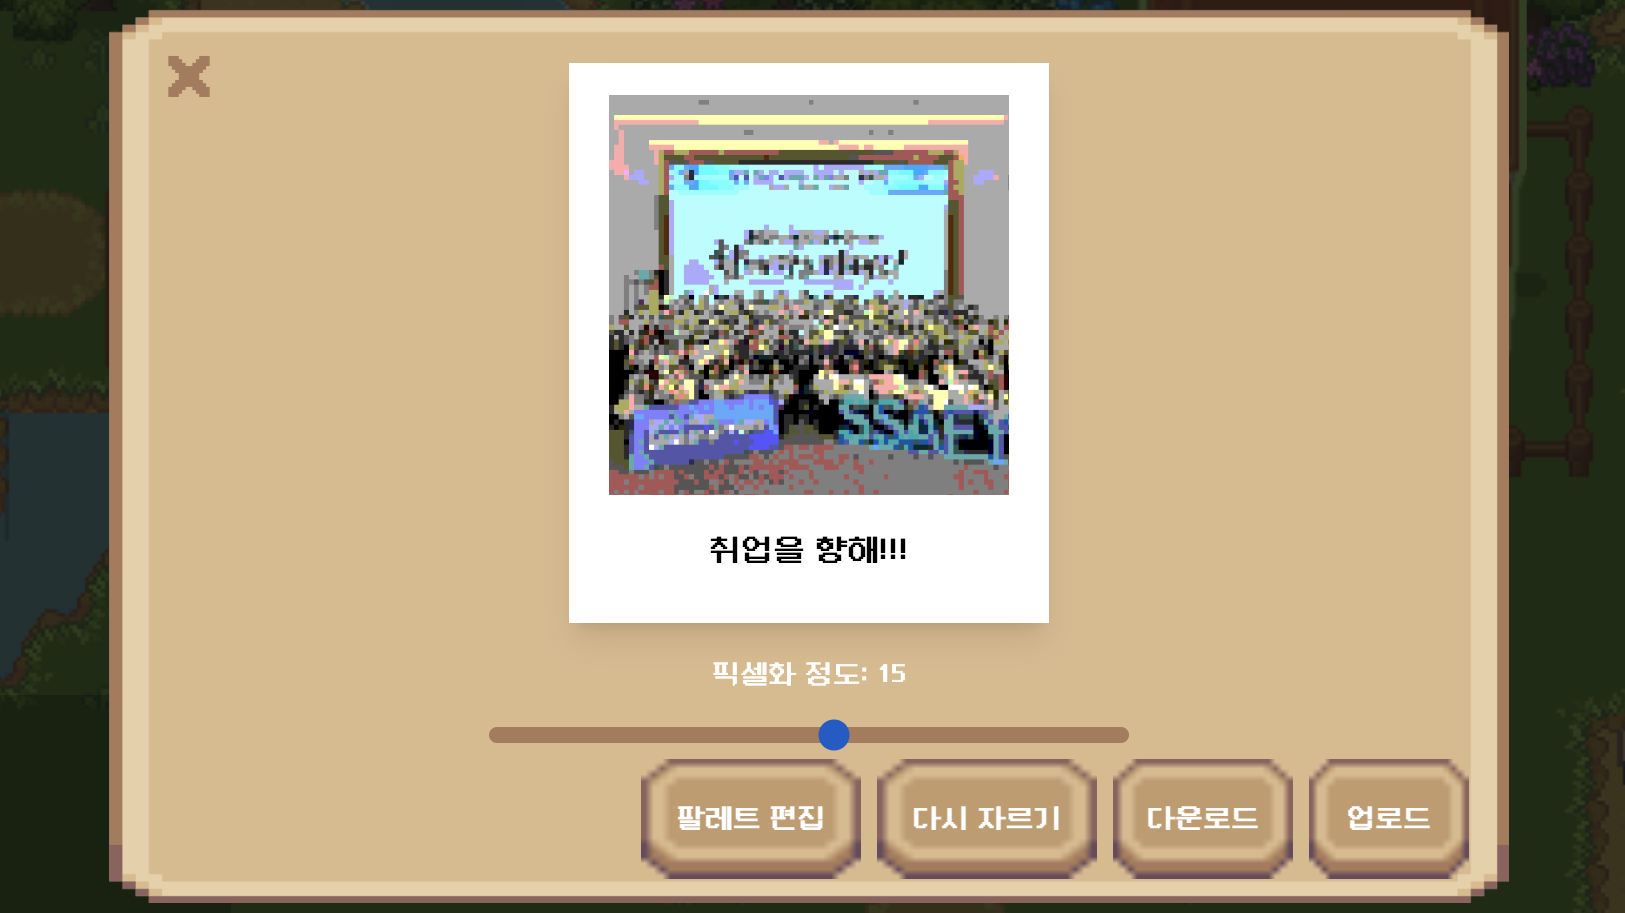 SSAFY
취업을 향해!!!
픽셀화 정도: 15
팔레트 편집
다시 자르기
다운로드
업로드